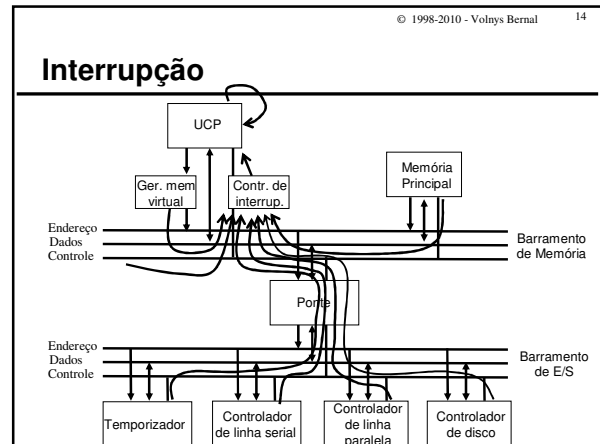 © 1998-2010 - Volnys Bernal 14
Interrupção
UCP
Ger. mem
virtual
Contr. de
interrup.
Memória
Principal
Endereço
Dados
Controle
Barramento
de Memória
Ponte
Endereço
Dados
Controle
Barramento
de E/S
Temporizador
Controlador
de linha serial
Controlador
de linha
paralela
Controlador
de disco